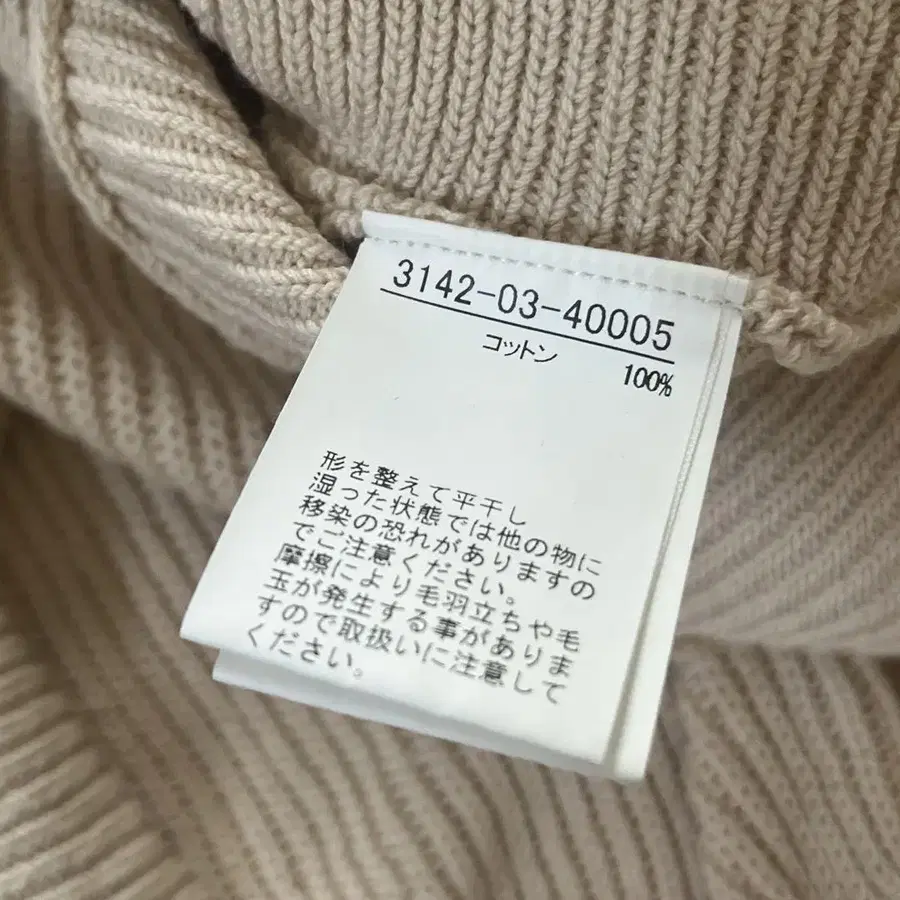 3142-03-40005
コットン
100%
形を整えて平干し
湿った状態では他の物に
移染の恐れがありますの
でご注意ください。
摩擦により毛羽立ちや毛
玉が発生する事がありま
すので取扱いに注意して
ください。